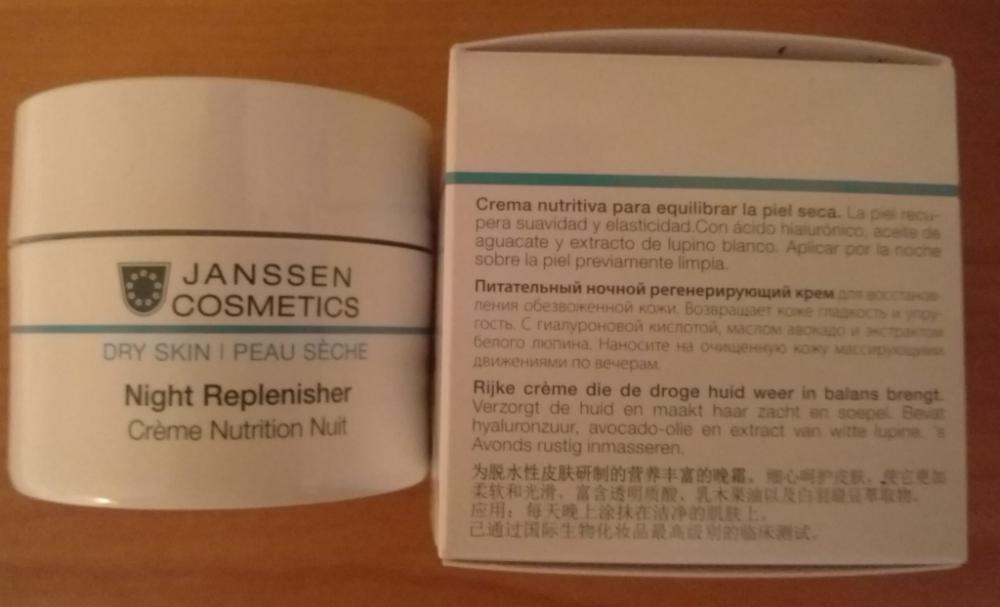 JANSSEN
COSMETICS
DRY SKIN | PEAU SÈCHE
Night Replenisher
Crème Nutrition Nuit
Crema nutritiva para equilibrar la piel seca. La piel recu-
pera suavidad y elasticidad.Con ácido hialurónico, aceite de
aguacate y extracto de lupino blanco. Aplicar por la noche
sobre la piel previamente limpia.
Питательный ночной регенерирующий крем для восстанов-
ления обезвоженной кожи. Возвращает коже гладкость и упру-
гость. С гиалуроновой кислотой, маслом авокадо и экстрактом
белого люпина. Наносите на очищенную кожу массирующими
движениями по вечерам.
Rijke crème die de droge huid weer in balans brengt.
Verzorgt de huid en maakt haar zacht en soepel. Bevat
hyaluronzuur, avocado-olie en extract van witte lupine. 's
Avonds rustig inmasseren.
为脱水性皮肤研制的营养丰富的晚霜。细心呵护皮肤，使它更加
柔软和光滑。富含透明质酸、乳木果油以及白羽扇豆萃取物。
应用：每天晚上涂抹在洁净的肌肤上。
已通过国际生物化妆品最高级别的临床测试。